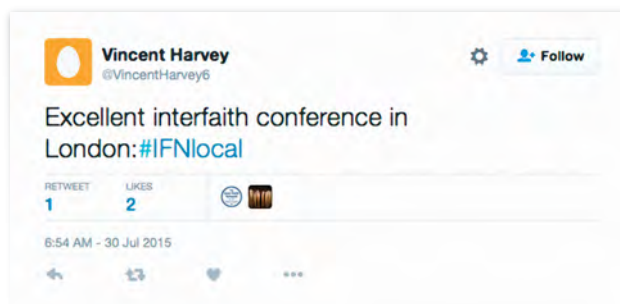 Vincent Harvey
@VincentHarvey6
Follow
Excellent interfaith conference in
London:#IFNlocal
RETWEET LIKES
1 2
6:54 AM - 30 Jul 2015